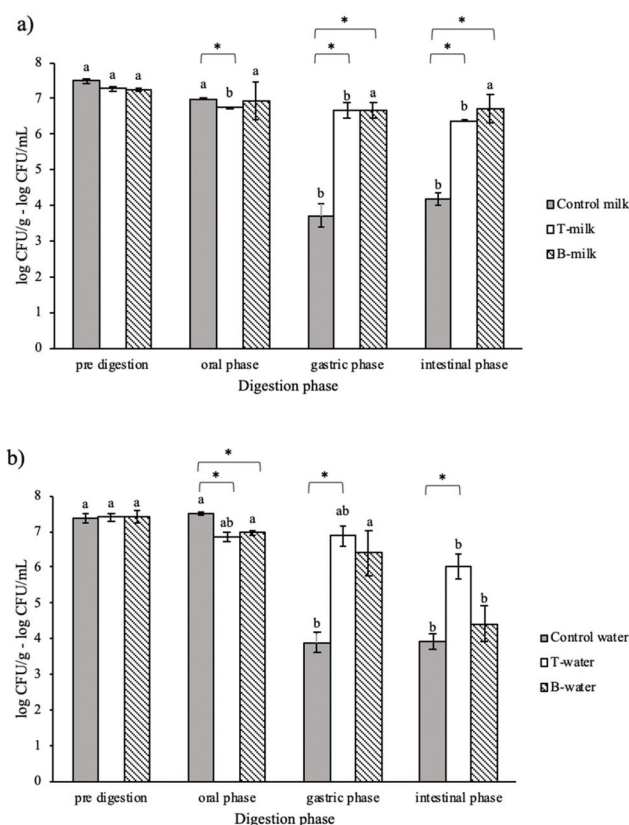 a)
* * * * *
8
7
6
5
4
3
2
1
0
log CFU/g - log CFU/mL
a a a
a b a
b b a
b b a
pre digestion oral phase gastric phase intestinal phase
Digestion phase
Control milk
T-milk
B-milk
b)
* * * *
8
7
6
5
4
3
2
1
0
log CFU/g - log CFU/mL
a a a
a ab a
b ab a
b b b
pre digestion oral phase gastric phase intestinal phase
Digestion phase
Control water
T-water
B-water